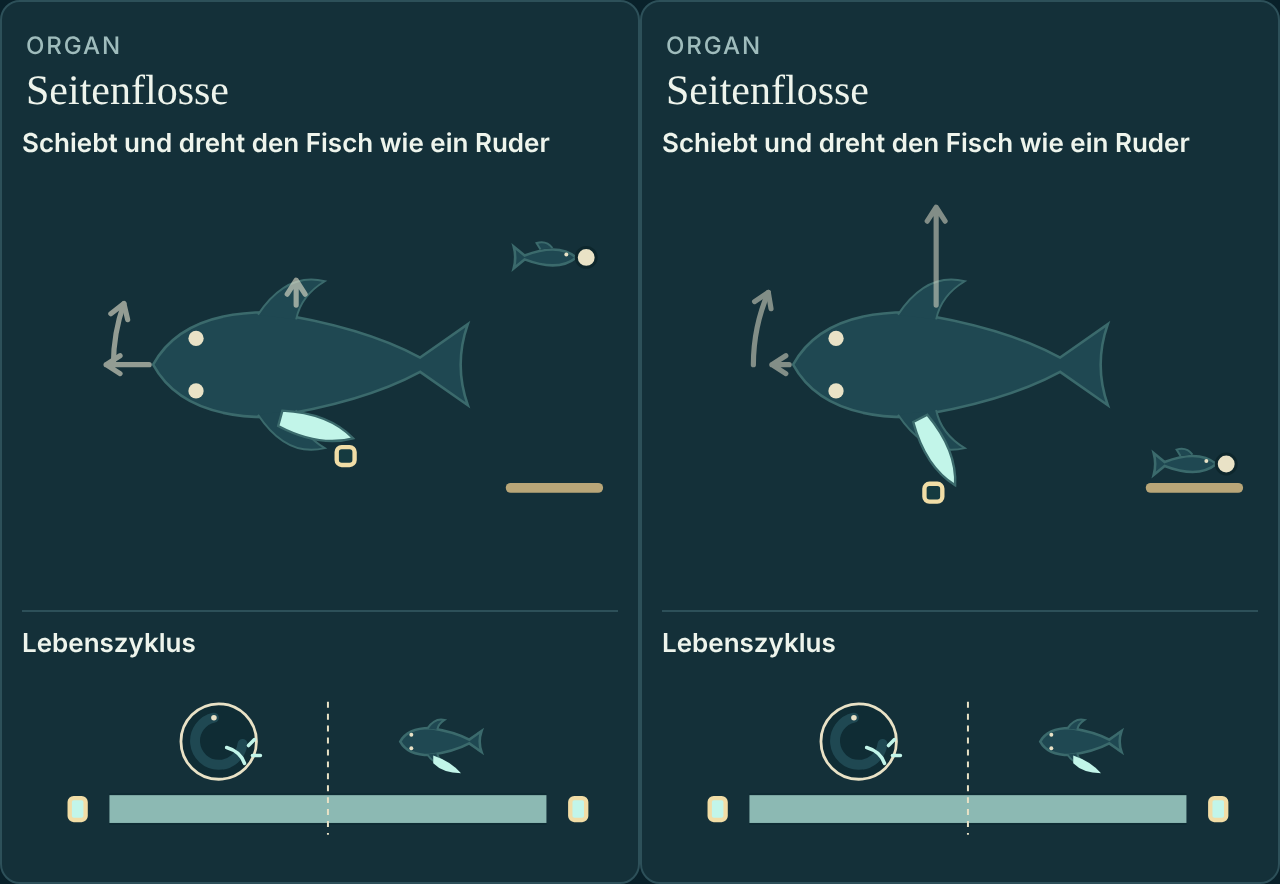 ORGAN
Seitenflosse
Schiebt und dreht den Fisch wie ein Ruder
Lebenszyklus
ORGAN
Seitenflosse
Schiebt und dreht den Fisch wie ein Ruder
Lebenszyklus